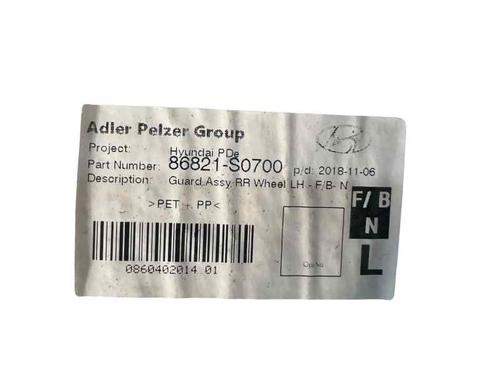 Adler Pelzer Group
Project: Hyundai PDe
Part Number: 86821-S0700 p/d: 2018-11-06
Description: Guard Assy, RR Wheel LH - F/B- N
>PET + PP<
F/ B
N
L
0860402014 01